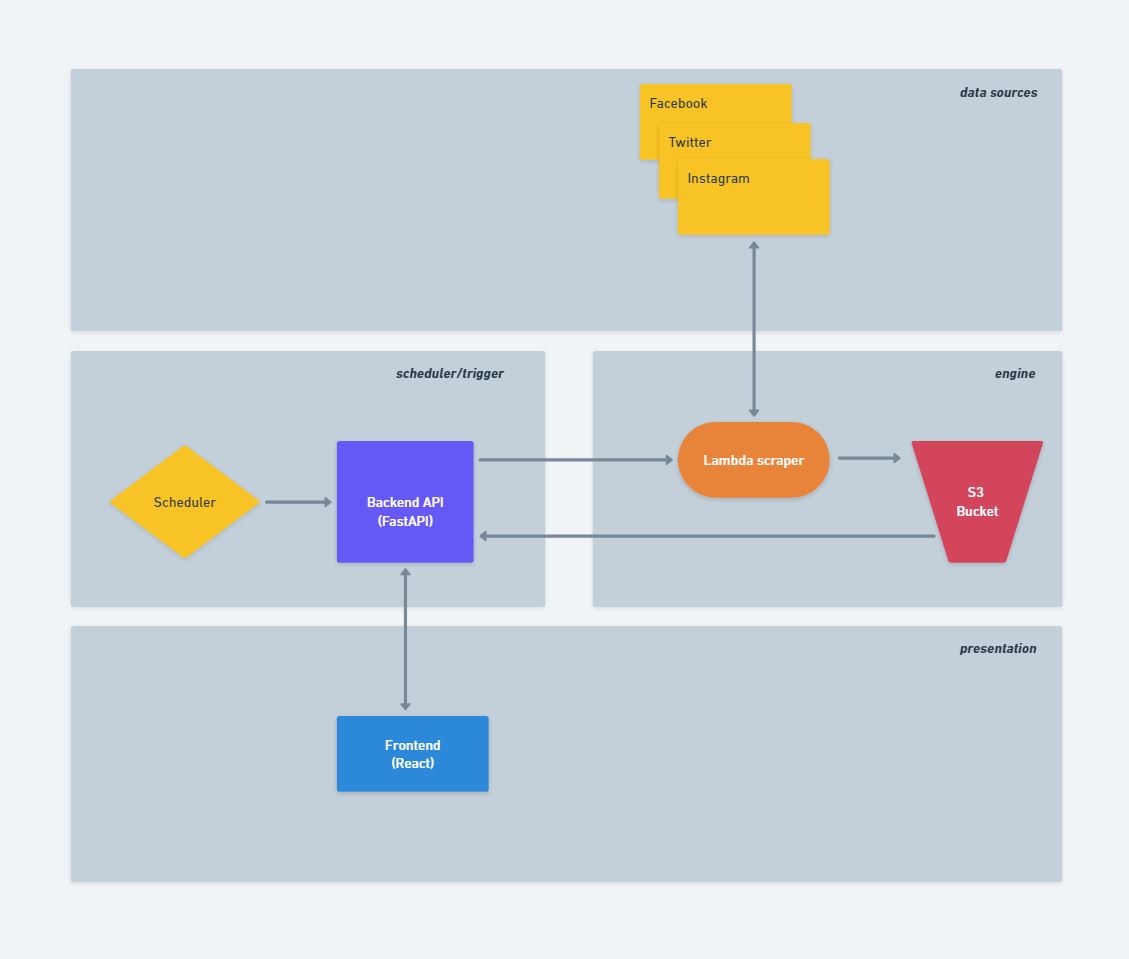 data sources
Facebook
Twitter
Instagram
scheduler/trigger
engine
Scheduler
Backend API
(FastAPI)
Lambda scraper
S3
Bucket
presentation
Frontend
(React)